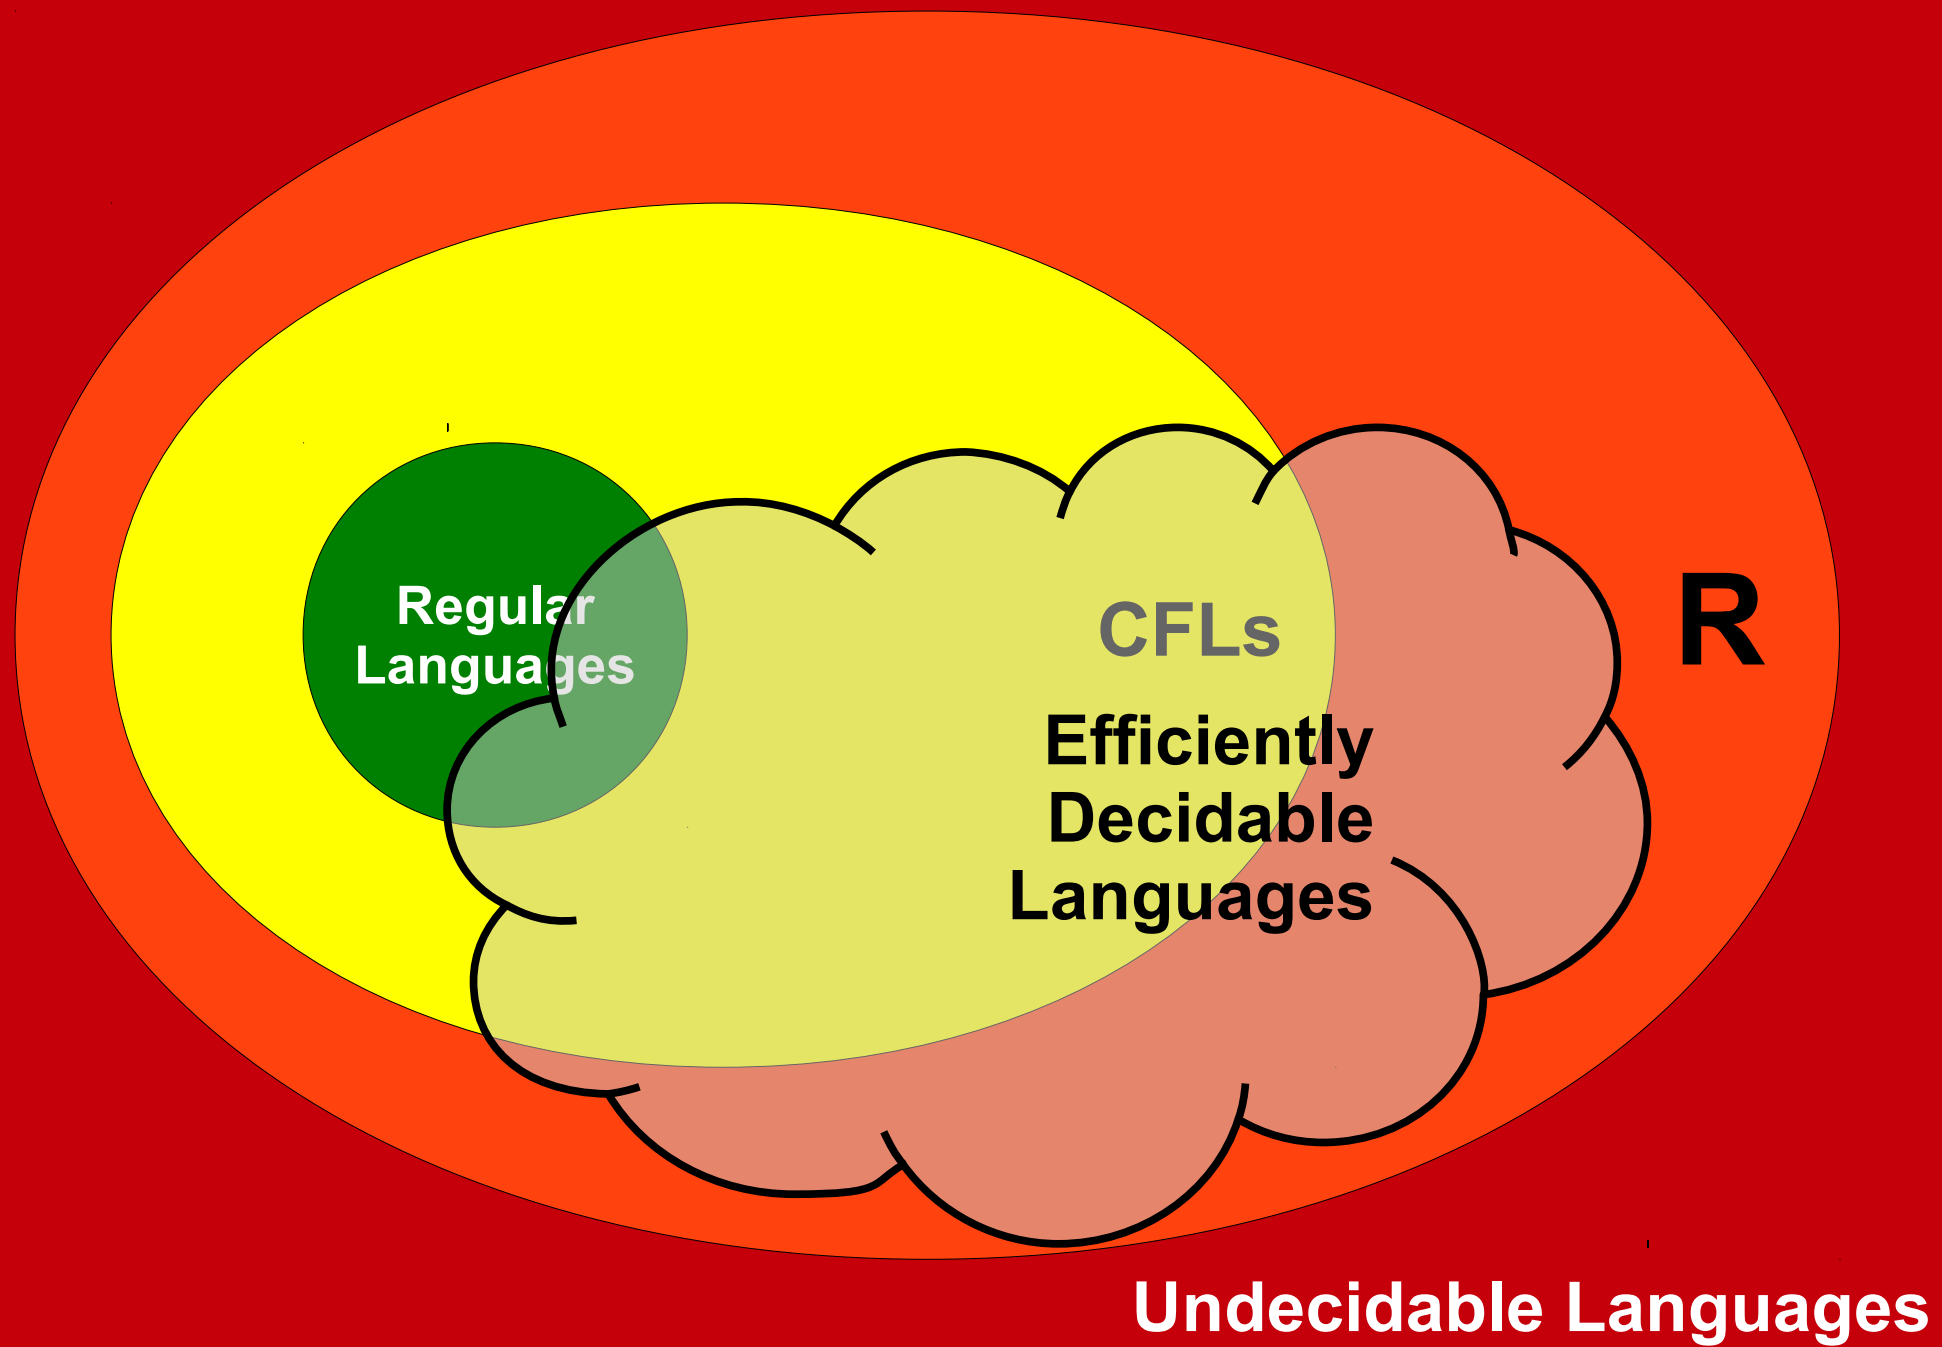 Regular
Languages
CFLs
R
Efficiently
Decidable
Languages
Undecidable Languages